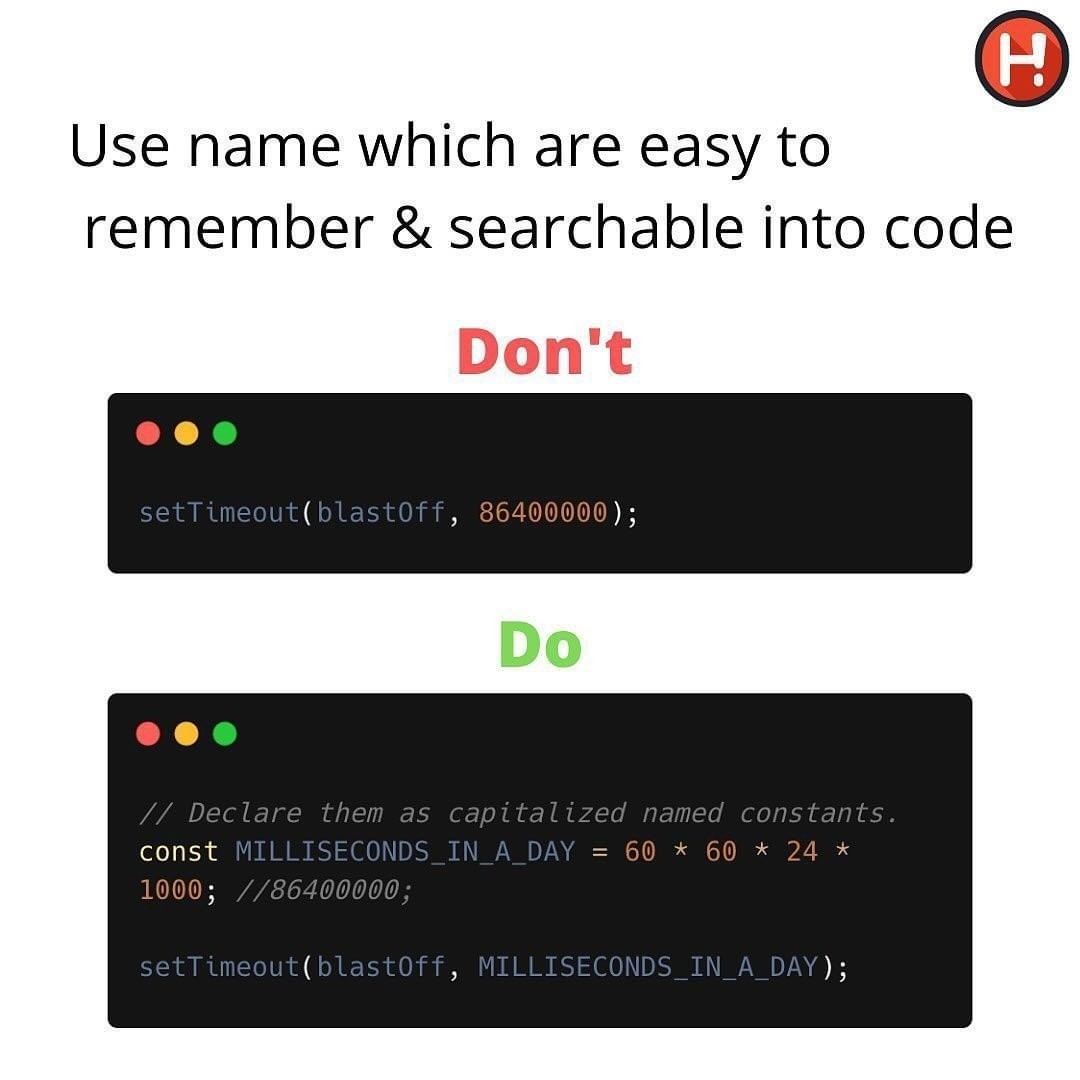 H!
Use name which are easy to
remember & searchable into code
Don't
setTimeout(blastOff, 86400000);
Do
// Declare them as capitalized named constants.
const MILLISECONDS_IN_A_DAY = 60 * 60 * 24 *
1000; //86400000;
setTimeout(blastOff, MILLISECONDS_IN_A_DAY);